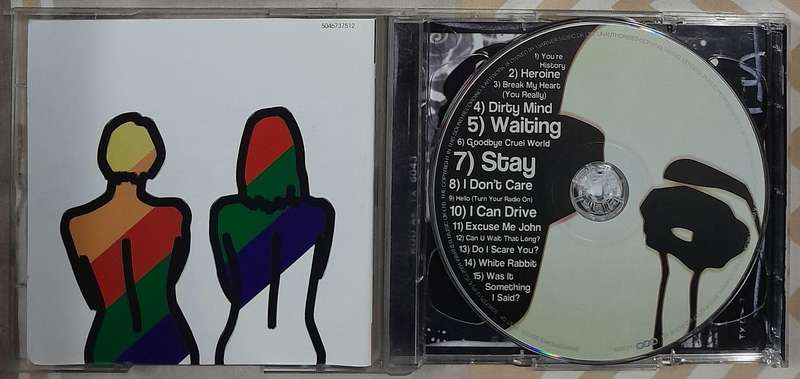 5046737512
1) You're
History
2) Heroine
3) Break My Heart
(You Really)
4) Dirty Mind
5) Waiting
6) Goodbye Cruel World
7) Stay
8) I Don't Care
9) Hello (Turn Your Radio On)
10) I Can Drive
11) Excuse Me John
12) Can U Wait That Long?
13) Do I Scare You?
14) White Rabbit
15) Was It
Something
I Said?